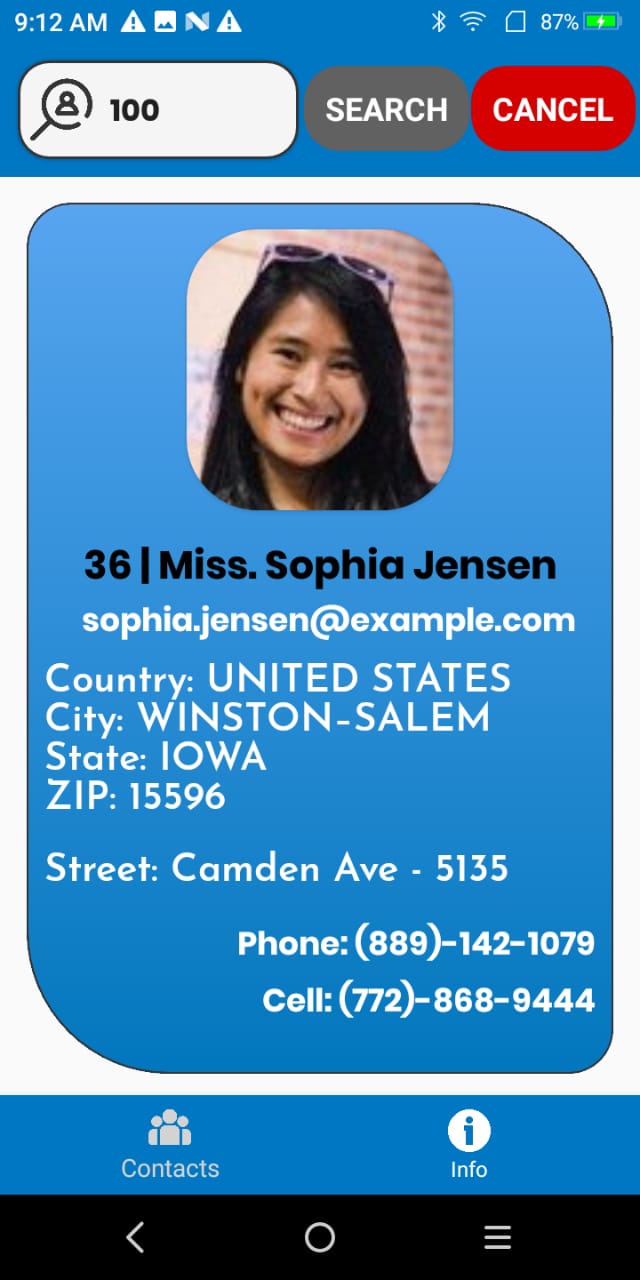 9:12 AM 87%
100 SEARCH CANCEL
36 | Miss. Sophia Jensen
sophia.jensen@example.com
Country: UNITED STATES
City: WINSTON-SALEM
State: IOWA
ZIP: 15596
Street: Camden Ave - 5135
Phone: (889)-142-1079
Cell: (772)-868-9444
Contacts Info